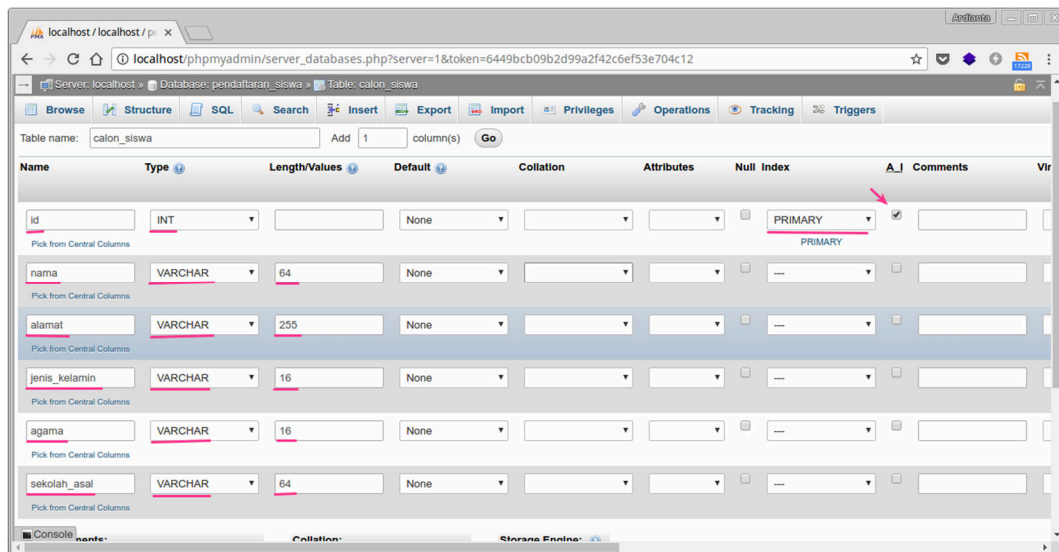 Ardianta
localhost / localhost / p
localhost/phpmyadmin/server_databases.php?server=1&token=6449bcb09b2d99a2f42c6ef53e704c12
17228
Server: localhost » Database: pendaftaran_siswa » Table: calon_siswa
Browse Structure SQL Search Insert Export Import Privileges Operations Tracking Triggers
Table name: calon_siswa Add 1 column(s) Go
Name Type Length/Values Default Collation Attributes Null Index A_I Comments Vir
id INT None PRIMARY
Pick from Central Columns PRIMARY
nama VARCHAR 64 None ---
Pick from Central Columns
alamat VARCHAR 255 None ---
Pick from Central Columns
jenis_kelamin VARCHAR 16 None ---
Pick from Central Columns
agama VARCHAR 16 None ---
Pick from Central Columns
sekolah_asal VARCHAR 64 None ---
Pick from Central Columns
Console ments: Collation: Storage Engine: